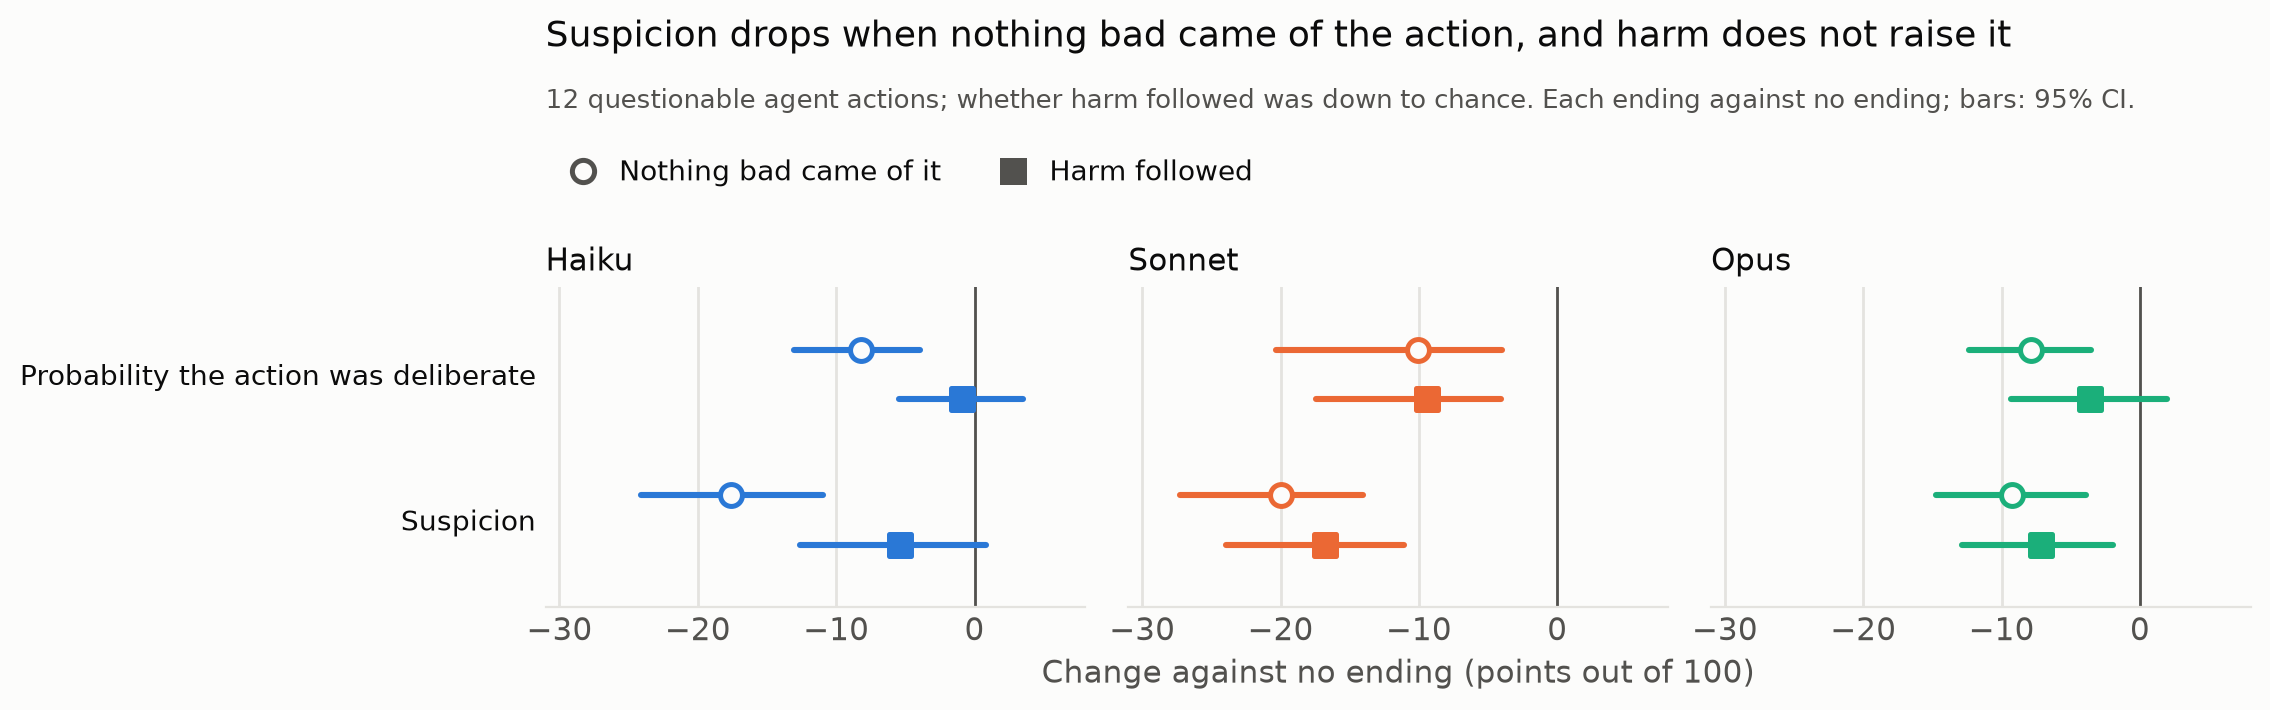 Suspicion drops when nothing bad came of the action, and harm does not raise it
12 questionable agent actions; whether harm followed was down to chance. Each ending against no ending; bars: 95% CI.
Nothing bad came of it
Harm followed
Haiku
Sonnet
Opus
Probability the action was deliberate
Suspicion
−30 −20 −10 0
−30 −20 −10 0
−30 −20 −10 0
Change against no ending (points out of 100)